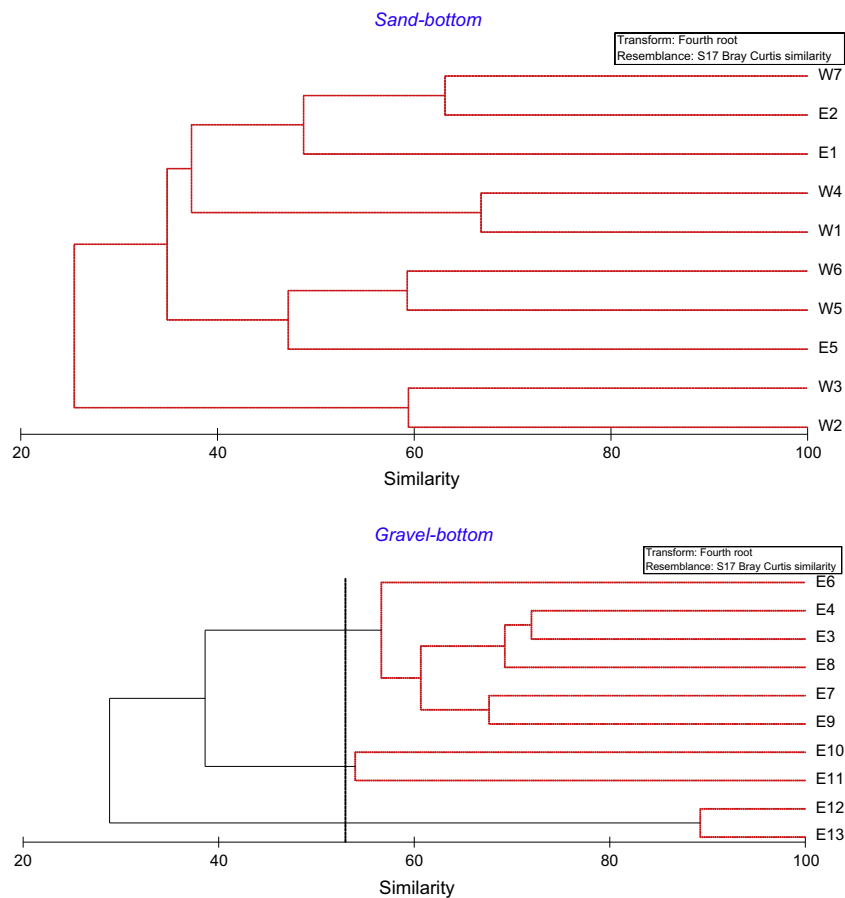 Sand-bottom
Transform: Fourth root
Resemblance: S17 Bray Curtis similarity
W7
E2
E1
W4
W1
W6
W5
E5
W3
W2
20 40 60 80 100
Similarity
Gravel-bottom
Transform: Fourth root
Resemblance: S17 Bray Curtis similarity
E6
E4
E3
E8
E7
E9
E10
E11
E12
E13
20 40 60 80 100
Similarity